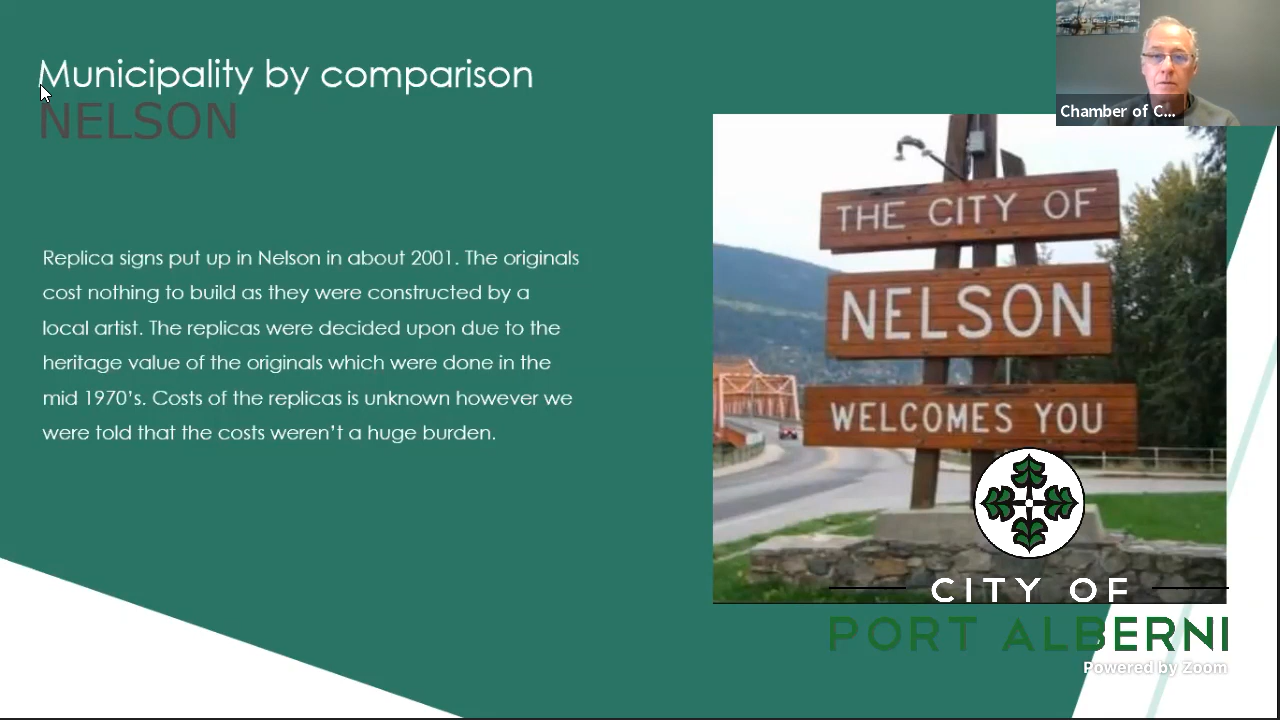 Municipality by comparison
NELSON
Replica signs put up in Nelson in about 2001. The originals
cost nothing to build as they were constructed by a
local artist. The replicas were decided upon due to the
heritage value of the originals which were done in the
mid 1970’s. Costs of the replicas is unknown however we
were told that the costs weren’t a huge burden.
Chamber of C...
THE CITY OF
NELSON
WELCOMES YOU
CITY OF
PORT ALBERNI
Powered by Zoom